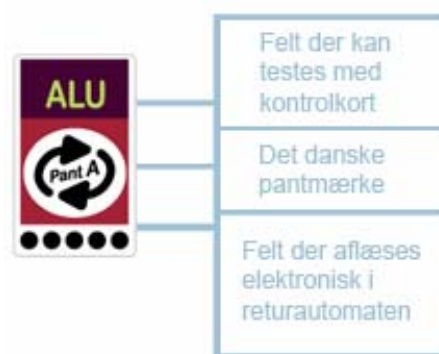 ALU
Pant A
Felt der kan
testes med
kontrolkort
Det danske
pantmærke
Felt der aflæses
elektronisk i
returautomaten